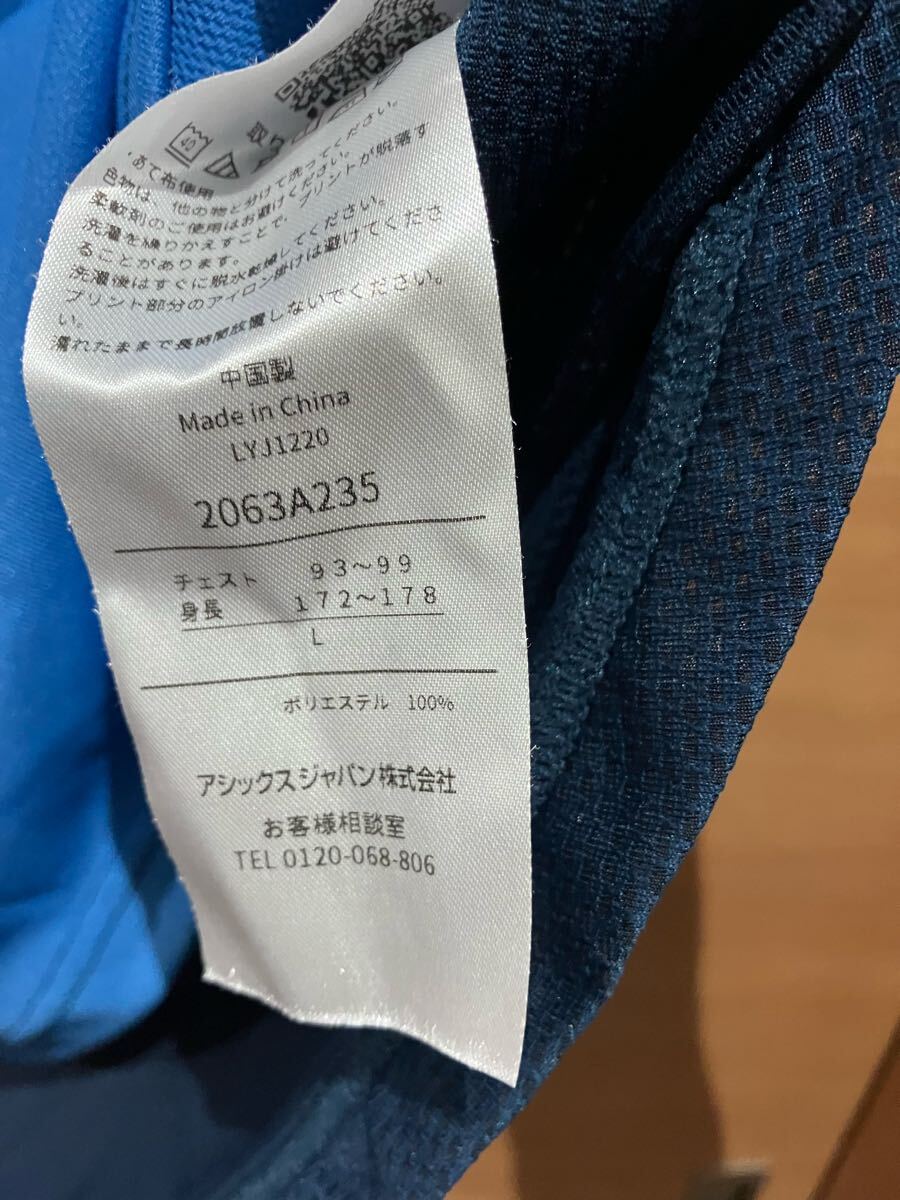 40
・あて布使用
色物は、他の物と分けて洗ってください。
柔軟剤のご使用はお避けください。
洗濯を繰りかえすことで、プリントが脱落す
ることがあります。
洗濯後はすぐに脱水乾燥してください。
プリント部分のアイロン掛けは避けてくださ
い。
濡れたままで長時間放置しないでください。
中国製
Made in China
LYJ1220
2063A235
チェスト 93～99
身長 172～178
L
ポリエステル 100%
アシックスジャパン株式会社
お客様相談室
TEL 0120-068-806